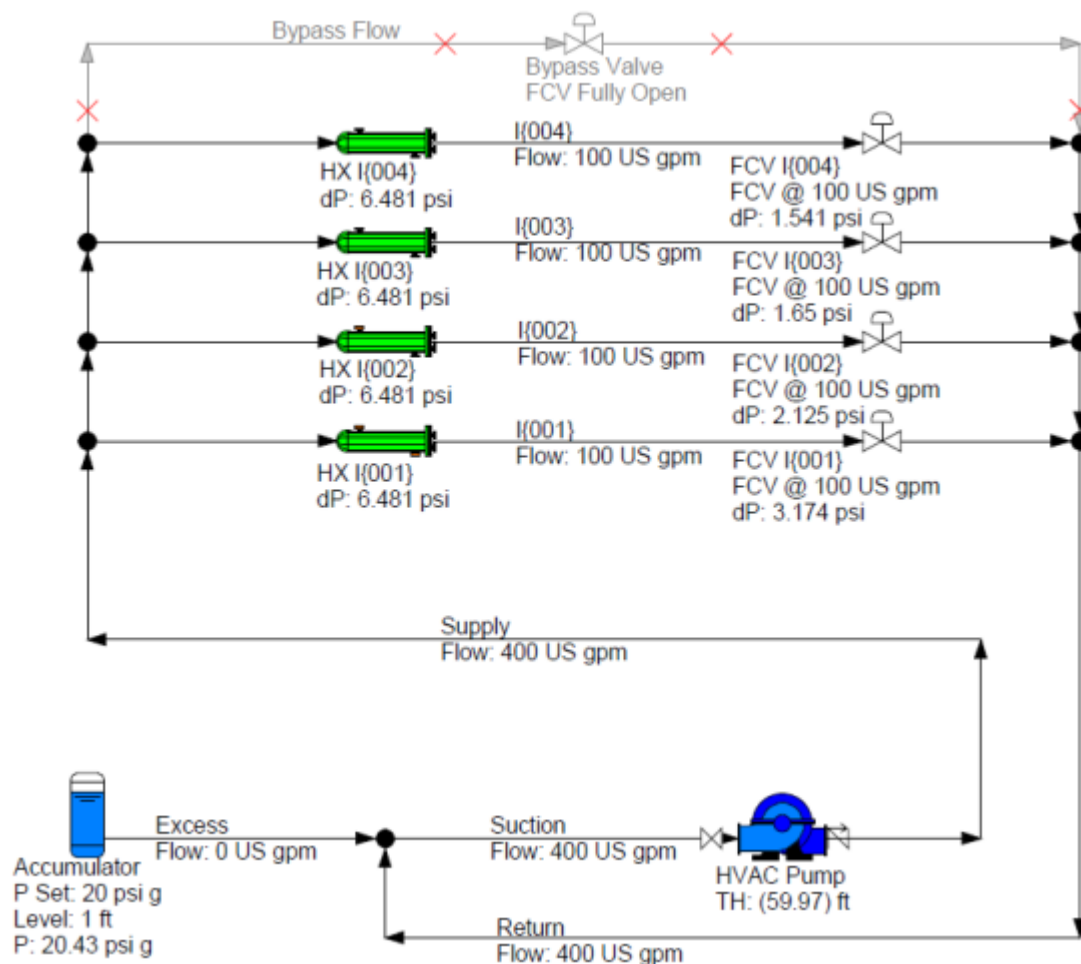 Bypass Flow
Bypass Valve
FCV Fully Open
I{004}
Flow: 100 US gpm
HX I{004}
dP: 6.481 psi
FCV I{004}
FCV @ 100 US gpm
dP: 1.541 psi
I{003}
Flow: 100 US gpm
HX I{003}
dP: 6.481 psi
FCV I{003}
FCV @ 100 US gpm
dP: 1.65 psi
I{002}
Flow: 100 US gpm
HX I{002}
dP: 6.481 psi
FCV I{002}
FCV @ 100 US gpm
dP: 2.125 psi
I{001}
Flow: 100 US gpm
HX I{001}
dP: 6.481 psi
FCV I{001}
FCV @ 100 US gpm
dP: 3.174 psi
Supply
Flow: 400 US gpm
Excess
Flow: 0 US gpm
Suction
Flow: 400 US gpm
Accumulator
P Set: 20 psi g
Level: 1 ft
P: 20.43 psi g
HVAC Pump
TH: (59.97) ft
Return
Flow: 400 US gpm